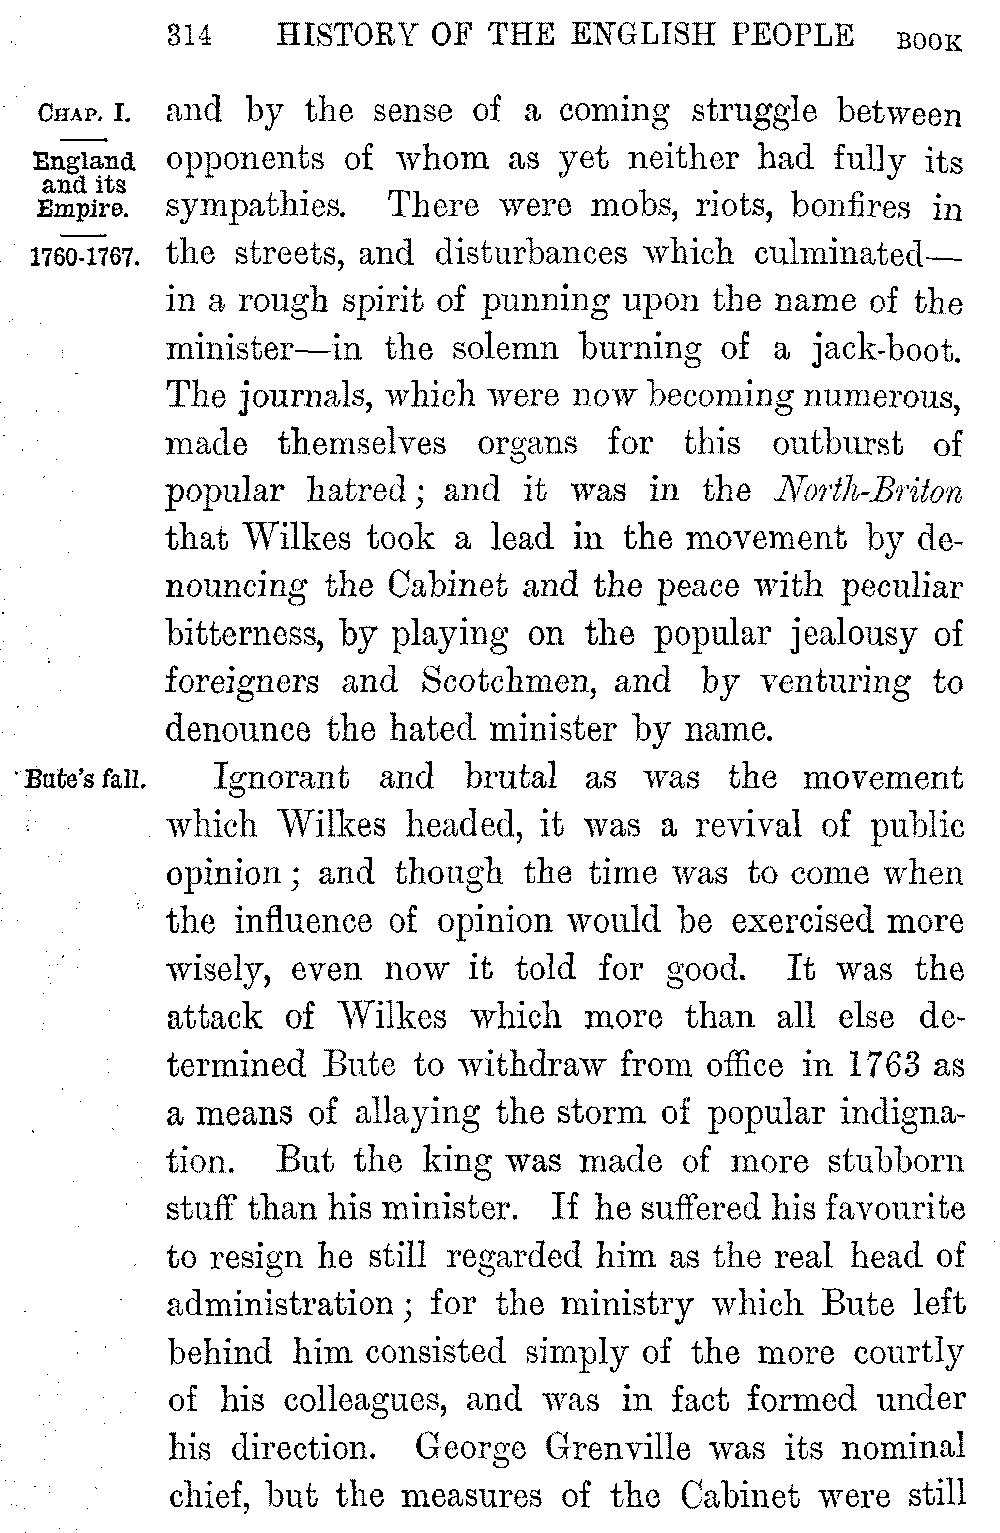 314 HISTORY OF THE ENGLISH PEOPLE BOOK
CHAP. I.
England
and its
Empire.
1760-1767.
and by the sense of a coming struggle between
opponents of whom as yet neither had fully its
sympathies. There were mobs, riots, bonfires in
the streets, and disturbances which culminated—
in a rough spirit of punning upon the name of the
minister—in the solemn burning of a jack-boot.
The journals, which were now becoming numerous,
made themselves organs for this outburst of
popular hatred; and it was in the North-Briton
that Wilkes took a lead in the movement by de-
nouncing the Cabinet and the peace with peculiar
bitterness, by playing on the popular jealousy of
foreigners and Scotchmen, and by venturing to
denounce the hated minister by name.
Bute's fall.
Ignorant and brutal as was the movement
which Wilkes headed, it was a revival of public
opinion; and though the time was to come when
the influence of opinion would be exercised more
wisely, even now it told for good. It was the
attack of Wilkes which more than all else de-
termined Bute to withdraw from office in 1763 as
a means of allaying the storm of popular indigna-
tion. But the king was made of more stubborn
stuff than his minister. If he suffered his favourite
to resign he still regarded him as the real head of
administration; for the ministry which Bute left
behind him consisted simply of the more courtly
of his colleagues, and was in fact formed under
his direction. George Grenville was its nominal
chief, but the measures of the Cabinet were still